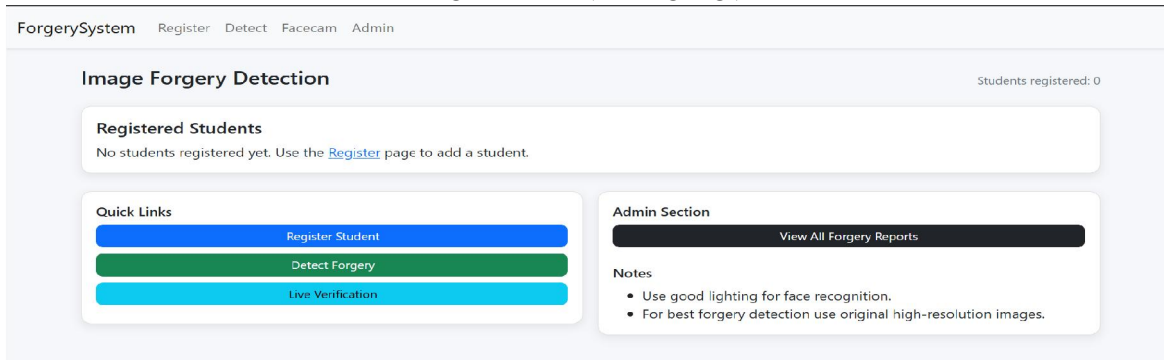 ForgerySystem Register Detect Facecam Admin
Image Forgery Detection
Students registered: 0
Registered Students
No students registered yet. Use the Register page to add a student.
Quick Links
Register Student
Detect Forgery
Live Verification
Admin Section
View All Forgery Reports
Notes
• Use good lighting for face recognition.
• For best forgery detection use original high-resolution images.